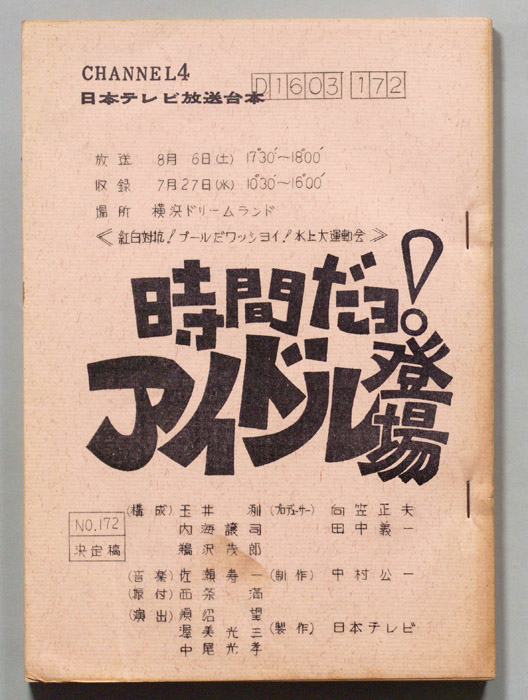 CHANNEL4
D1603 172
日本テレビ放送台本
放送 8月 6日(土) 17°30′〜18°00′
収録 7月27日(水) 10°30′〜16°00′
場所 横浜ドリームランド
≪紅白対抗!プールだワッショイ!水上大運動会≫
時間だョ!
アイドル登場
NO.172
決定稿
(構成) 玉井 洌 (プロデューサー) 向笠正夫
内海譲司 田中義一
鵜沢茂郎
(音楽) 佐瀬寿一 (制作) 中村公一
(振付) 西条 満
(演出) 須紹 望
渥美光三 (製作) 日本テレビ
中尾光孝